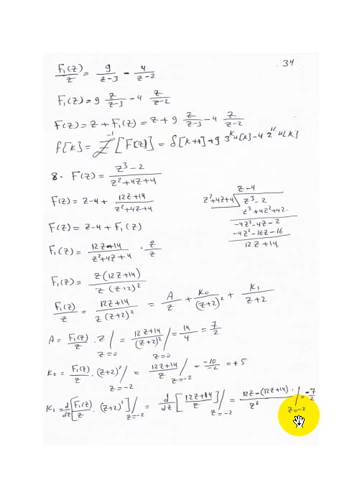 34
F₁(z)/z = 9/(z-3) - 4/(z-2)
F₁(z) = 9 z/(z-3) - 4 z/(z-2)
F(z) = z + F₁(z) = z + 9 z/(z-3) - 4 z/(z-2)
f[k] = Z⁻¹[F(z)] = δ[k+1] + 9 3ᵏ u[k] - 4 2ᵏ u[k]
8. F(z) = (z³-2)/(z²+4z+4)
F(z) = z-4 + (12z+14)/(z²+4z+4)
F(z) = z-4 + F₁(z)
F₁(z) = (12z+14)/(z²+4z+4) · z/z
F₁(z) = z(12z+14)/(z(z+2)²)
z-4
z²+4z+4 z³-2
z³+4z²+4z
-4z²-4z-2
-4z²-16z-16
12z+14
F₁(z)/z = (12z+14)/(z(z+2)²) = A/z + K₀/(z+2)² + K₁/(z+2)
A = F₁(z)/z · z |z=0 = (12z+14)/(z+2)² |z=0 = 14/4 = 7/2
K₀ = F₁(z)/z · (z+2)² |z=-2 = (12z+14)/z |z=-2 = -10/-2 = +5
K₁ = d/dz [F₁(z)/z · (z+2)²] |z=-2 = d/dz [(12z+14)/z] |z=-2 = (12z-(12z+14))/z² |z=-2 = -7/2